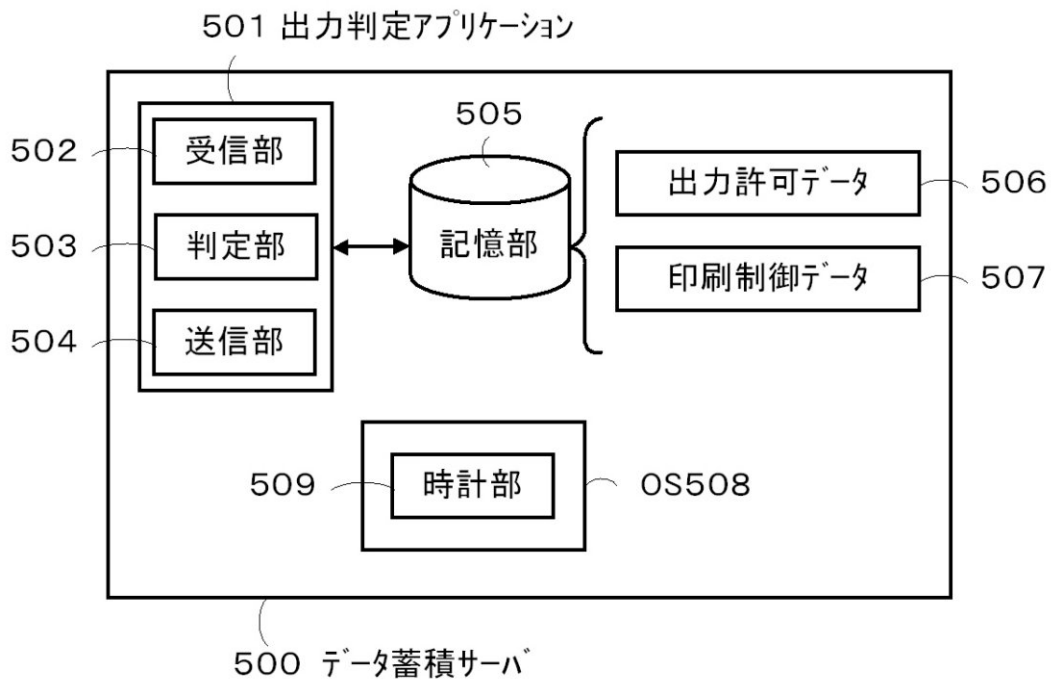 501 出力判定ｱﾌﾟﾘｹｰｼｮﾝ
502
受信部
503
判定部
504
送信部
505
記憶部
出力許可ﾃﾞｰﾀ
506
印刷制御ﾃﾞｰﾀ
507
509
時計部
OS508
500 ﾃﾞｰﾀ蓄積ｻｰﾊﾞ